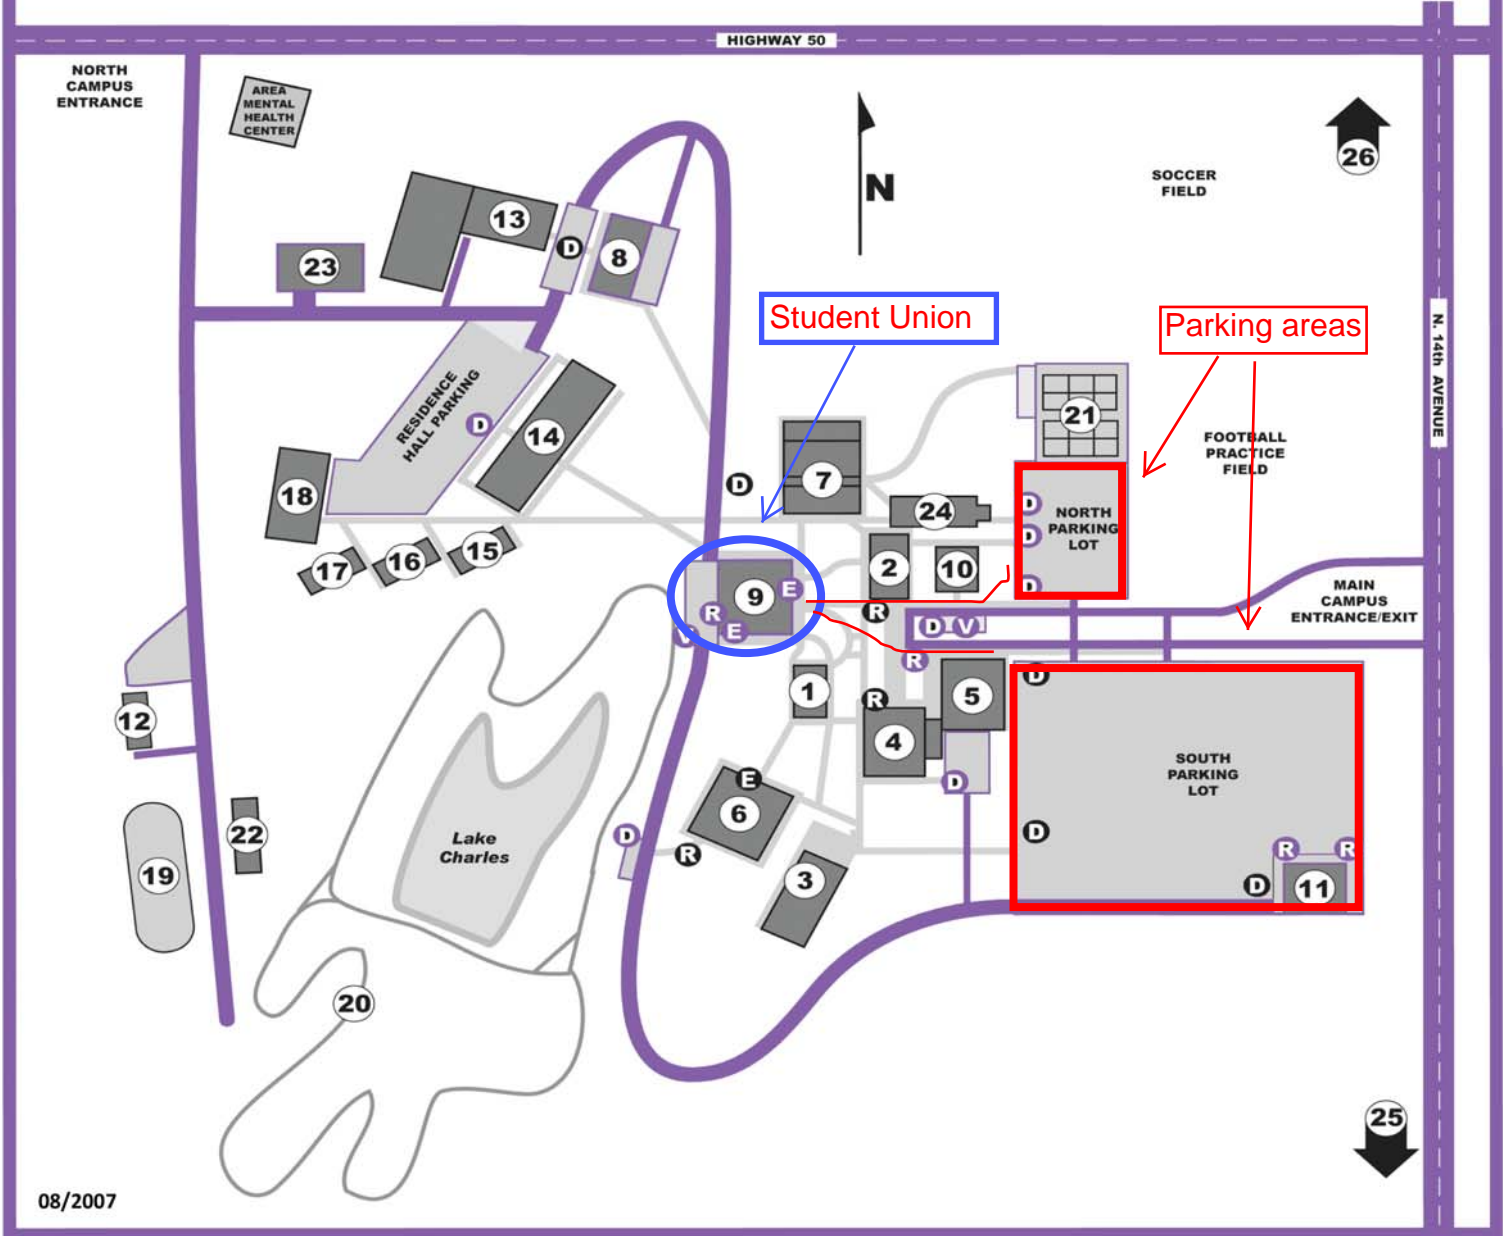 HIGHWAY 50
NORTH
CAMPUS
ENTRANCE
AREA
MENTAL
HEALTH
CENTER
26
SOCCER
FIELD
N
13
D
8
23
Student Union
Parking areas
N. 14th AVENUE
RESIDENCE
HALL PARKING
D
14
21
FOOTBALL
PRACTICE
FIELD
18
D
7
24
D
NORTH
PARKING
LOT
D
D
17
16
15
2
10
9
E
R
E
V
R
D
V
MAIN
CAMPUS
ENTRANCE/EXIT
R
D
1
R
5
12
4
SOUTH
PARKING
LOT
E
D
6
22
D
R
D
Lake
Charles
R
R
19
3
D
11
20
25
08/2007